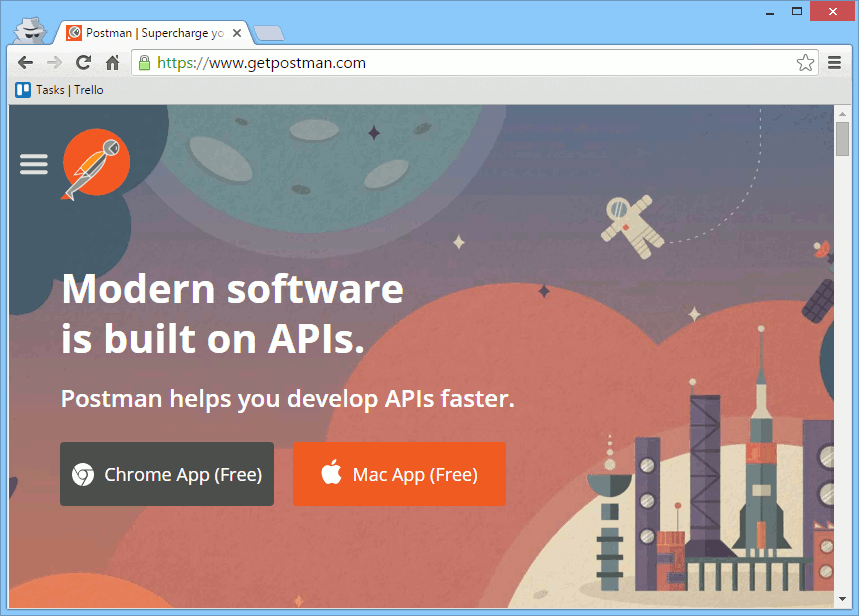 Postman | Supercharge yo
https://www.getpostman.com
Tasks | Trello
Modern software
is built on APIs.
Postman helps you develop APIs faster.
Chrome App (Free)
Mac App (Free)